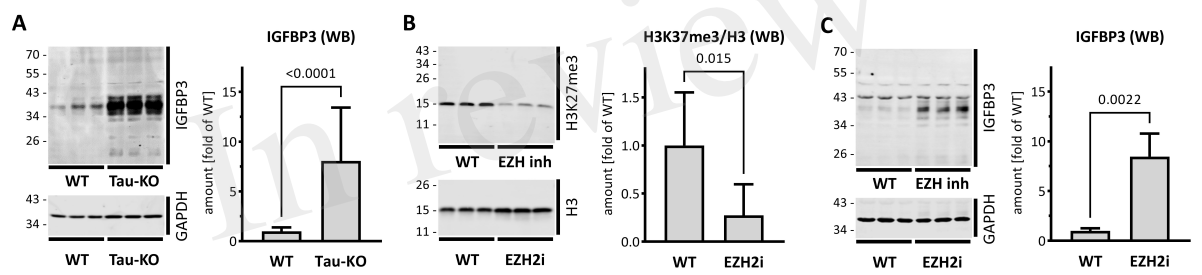 A
IGFBP3 (WB)
70 -
55 -
43 -
34 -
26 -
IGFBP3
WT Tau-KO
43 -
34 -
GAPDH
WT Tau-KO
amount [fold of WT]
15
10
5
0
<0.0001
WT Tau-KO
B
H3K37me3/H3 (WB)
43 -
34 -
26 -
15 -
11 -
H3K27me3
WT EZH inh
26 -
15 -
11 -
H3
WT EZH2i
amount [fold of WT]
1.5
1.0
0.5
0.0
0.015
WT EZH2i
C
IGFBP3 (WB)
70 -
55 -
43 -
34 -
26 -
IGFBP3
WT EZH inh
43 -
34 -
GAPDH
WT EZH2i
amount [fold of WT]
15
10
5
0
0.0022
WT EZH2i
In review